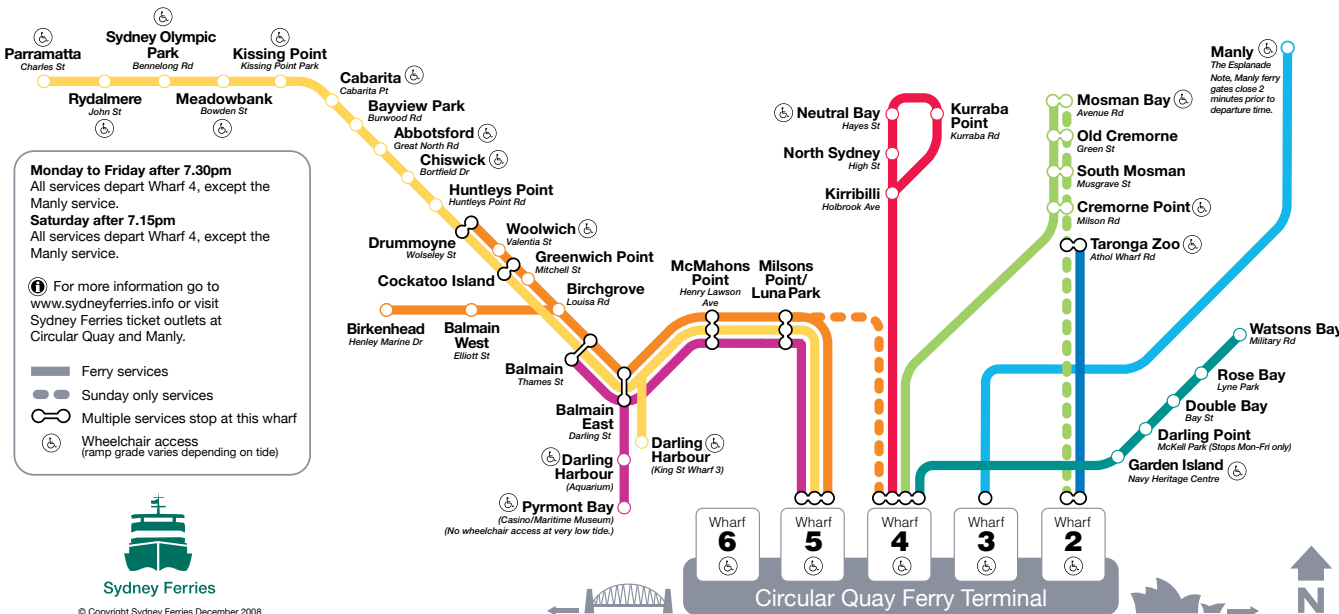 Parramatta
Charles St
Sydney Olympic
Park
Bennelong Rd
Kissing Point
Kissing Point Park
Rydalmere
John St
Meadowbank
Bowden St
Cabarita
Cabarita Pt
Bayview Park
Burwood Rd
Abbotsford
Great North Rd
Chiswick
Bortfield Dr
Huntleys Point
Huntleys Point Rd
Drummoyne
Wolseley St
Woolwich
Valentia St
Cockatoo Island
Greenwich Point
Mitchell St
Birchgrove
Louisa Rd
Birkenhead
Henley Marine Dr
Balmain
West
Elliott St
Balmain
Thames St
Balmain
East
Darling St
Darling
Harbour
(King St Wharf 3)
Darling
Harbour
(Aquarium)
Pyrmont Bay
(Casino/Maritime Museum)
(No wheelchair access at very low tide.)
McMahons
Point
Henry Lawson
Ave
Milsons
Point/
Luna Park
Neutral Bay
Hayes St
Kurraba
Point
Kurraba Rd
North Sydney
High St
Kirribilli
Holbrook Ave
Manly
The Esplanade
Note, Manly ferry
gates close 2
minutes prior to
departure time.
Mosman Bay
Avenue Rd
Old Cremorne
Green St
South Mosman
Musgrave St
Cremorne Point
Milson Rd
Taronga Zoo
Athol Wharf Rd
Watsons Bay
Military Rd
Rose Bay
Lyne Park
Double Bay
Bay St
Darling Point
McKell Park (Stops Mon-Fri only)
Garden Island
Navy Heritage Centre
Monday to Friday after 7.30pm
All services depart Wharf 4, except the
Manly service.
Saturday after 7.15pm
All services depart Wharf 4, except the
Manly service.
For more information go to
www.sydneyferries.info or visit
Sydney Ferries ticket outlets at
Circular Quay and Manly.
Ferry services
Sunday only services
Multiple services stop at this wharf
Wheelchair access
(ramp grade varies depending on tide)
Sydney Ferries
© Copyright Sydney Ferries December 2008
Wharf
6
Wharf
5
Wharf
4
Wharf
3
Wharf
2
Circular Quay Ferry Terminal
N